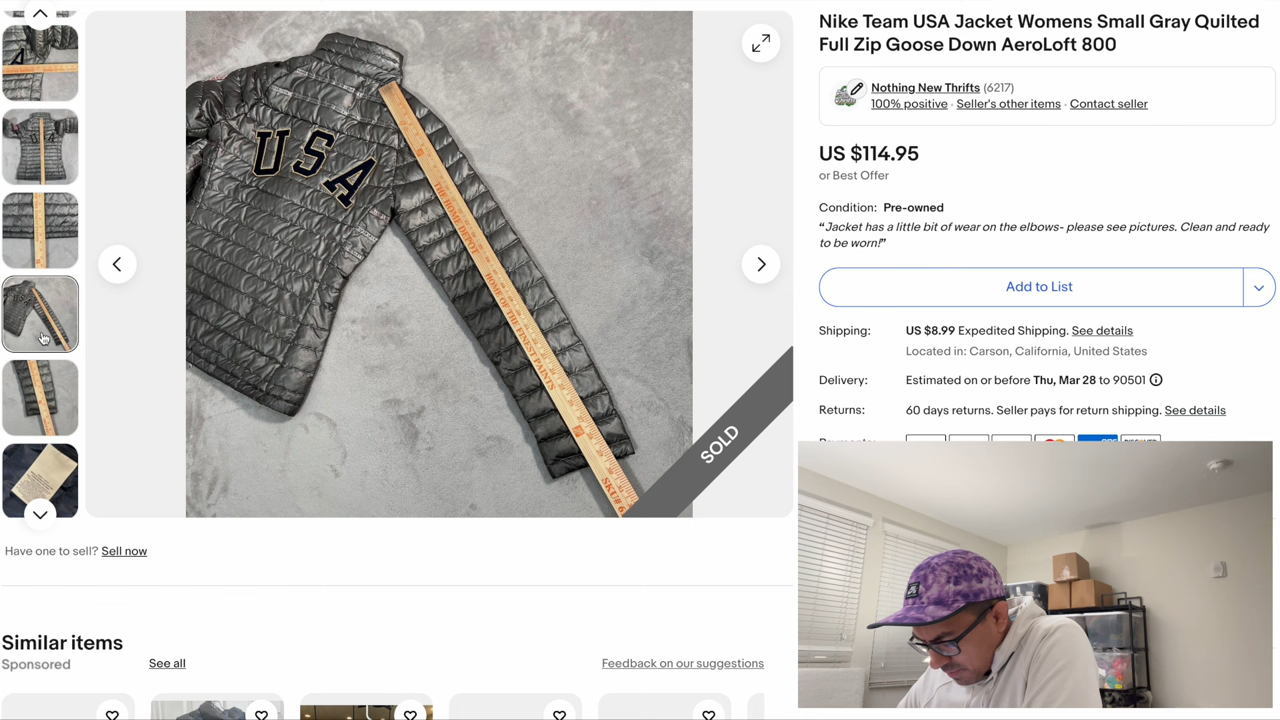 Nike Team USA Jacket Womens Small Gray Quilted
Full Zip Goose Down AeroLoft 800
Nothing New Thrifts (6217)
100% positive · Seller's other items · Contact seller
US $114.95
or Best Offer
Condition: Pre-owned
“Jacket has a little bit of wear on the elbows- please see pictures. Clean and ready
to be worn!”
Add to List
Shipping: US $8.99 Expedited Shipping. See details
Located in: Carson, California, United States
Delivery: Estimated on or before Thu, Mar 28 to 90501
Returns: 60 days returns. Seller pays for return shipping. See details
USA
THE HOME DEPOT
HOME OF THE FINEST PAINTS
SKU# 6
SOLD
Have one to sell? Sell now
Similar items
Sponsored
See all
Feedback on our suggestions